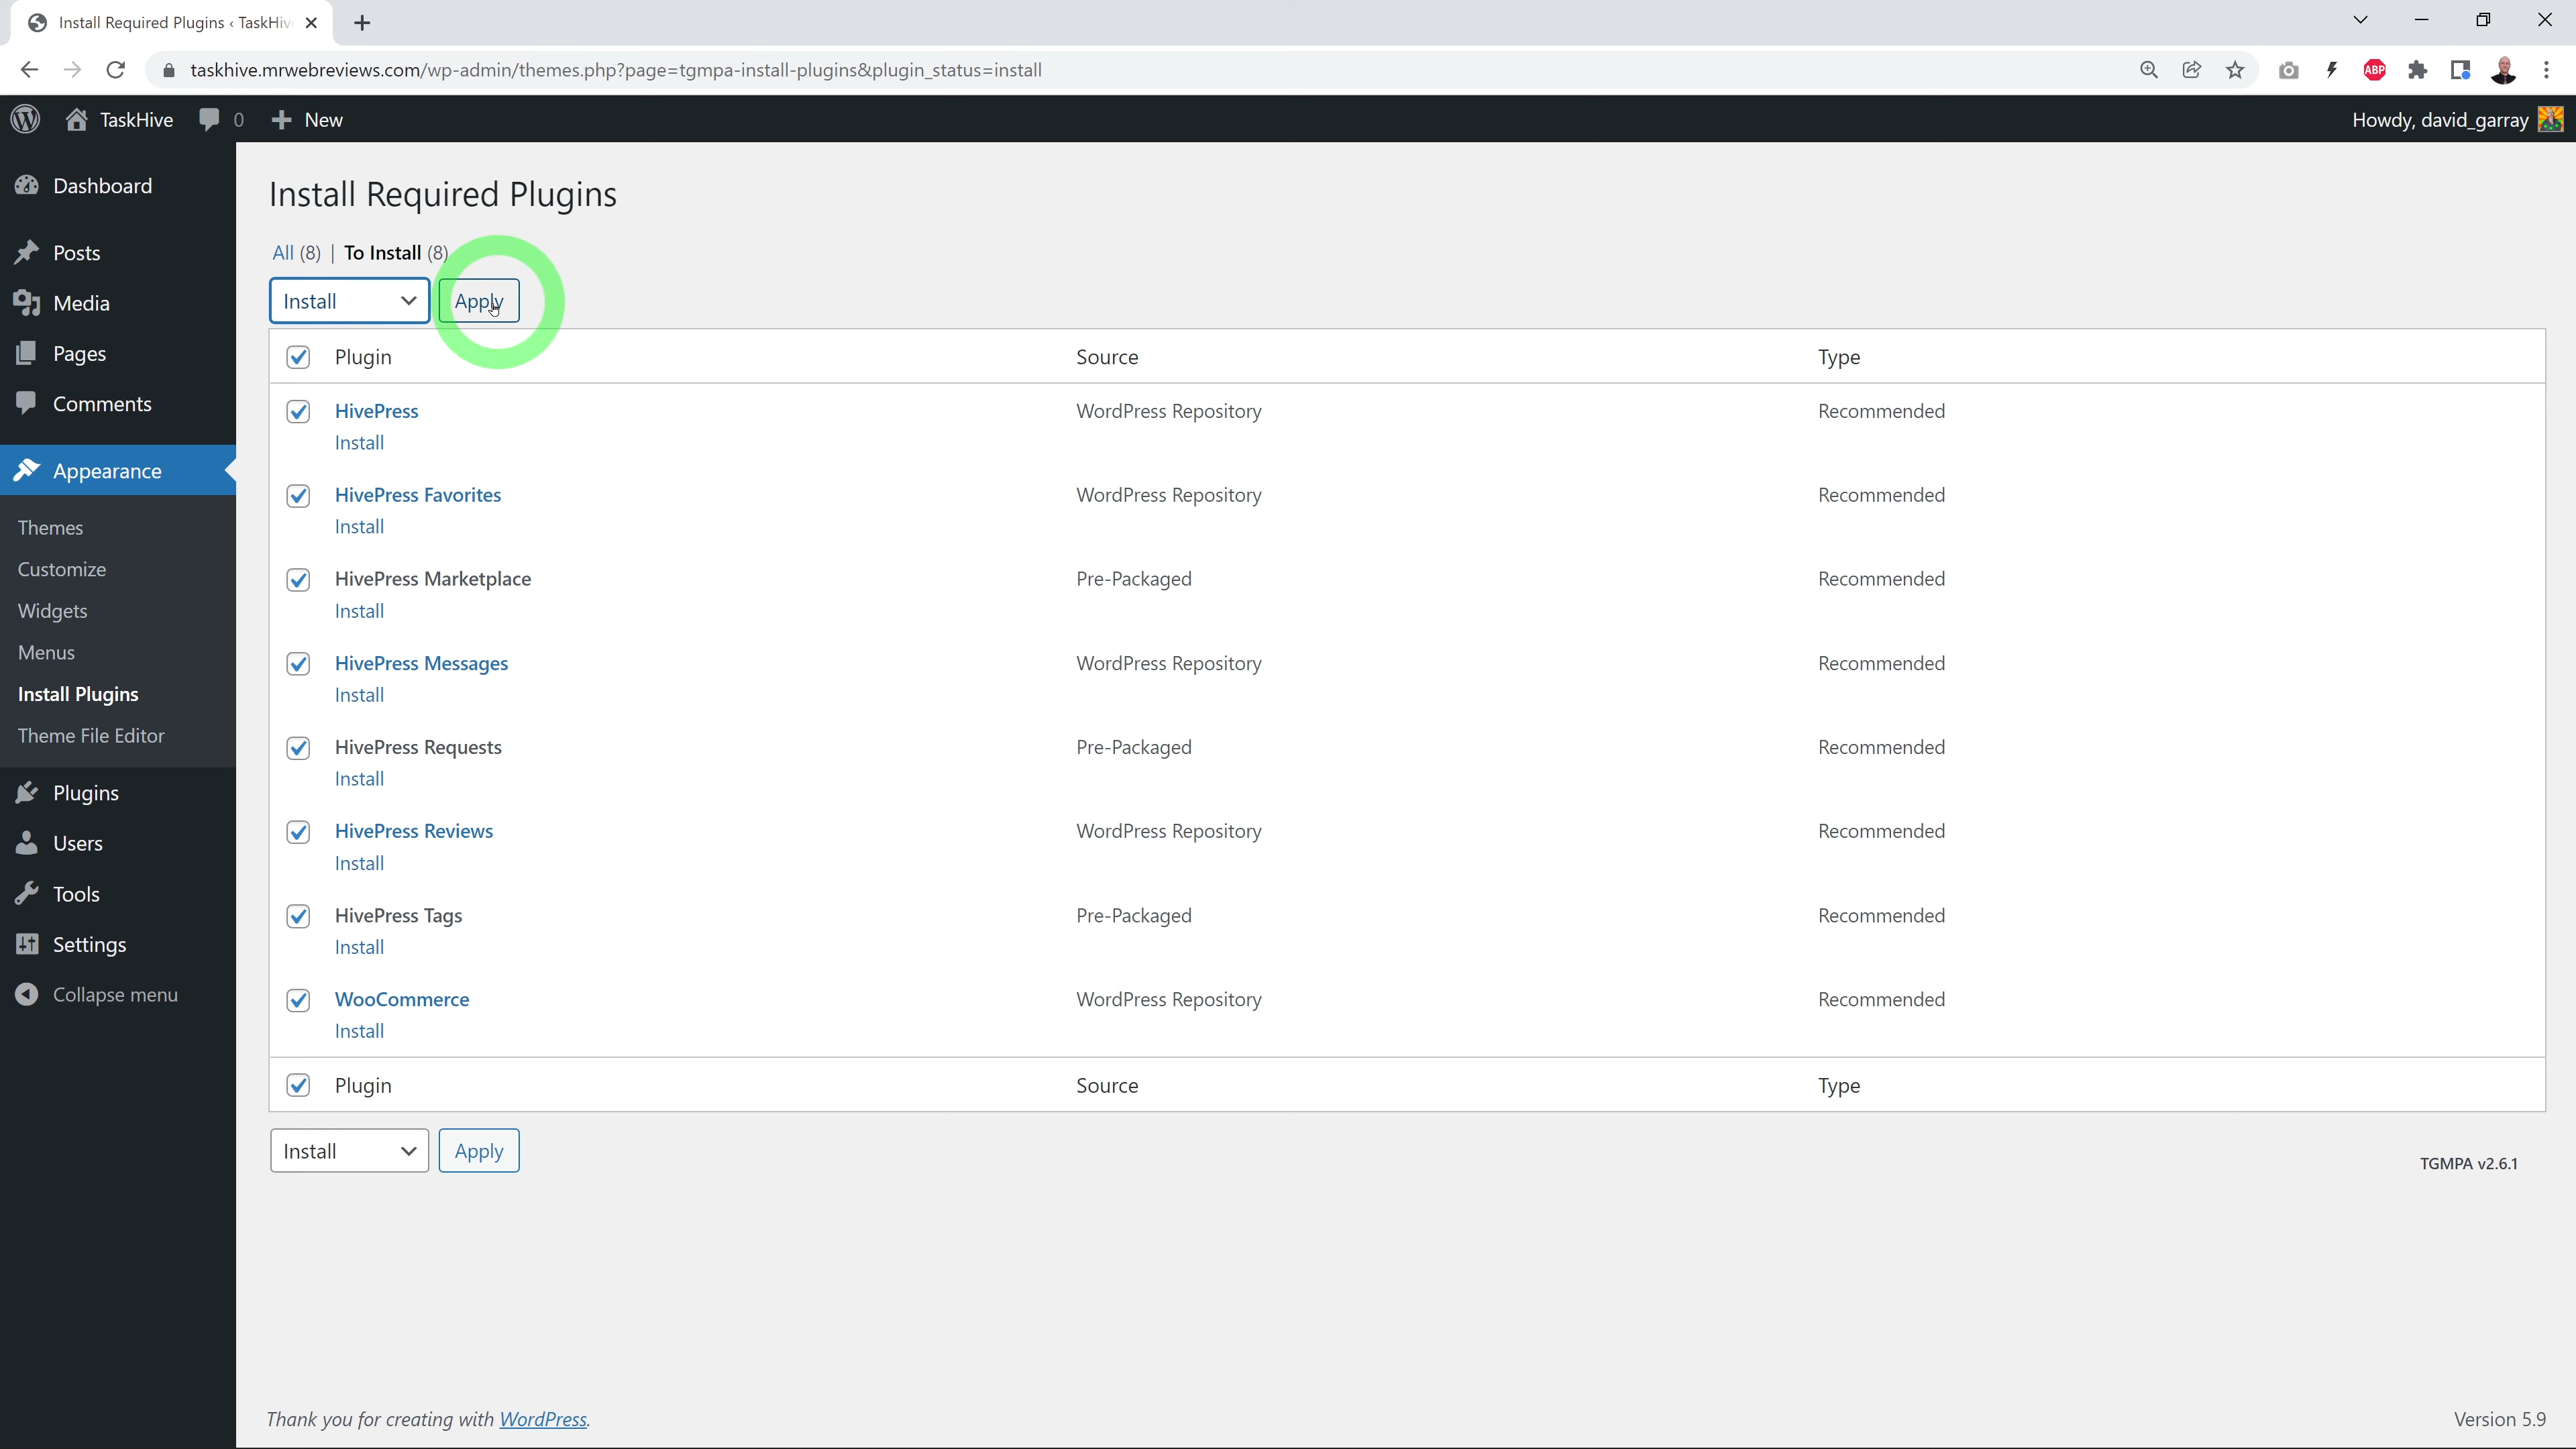 Install Required Plugins ‹ TaskHiv
taskhive.mrwebreviews.com/wp-admin/themes.php?page=tgmpa-install-plugins&plugin_status=install
ABP
TaskHive
0
New
Howdy, david_garray
Dashboard
Posts
Media
Pages
Comments
Appearance
Themes
Customize
Widgets
Menus
Install Plugins
Theme File Editor
Plugins
Users
Tools
Settings
Collapse menu
Install Required Plugins
All (8) | To Install (8)
Install Apply
Plugin Source Type
HivePress WordPress Repository Recommended
Install
HivePress Favorites WordPress Repository Recommended
Install
HivePress Marketplace Pre-Packaged Recommended
Install
HivePress Messages WordPress Repository Recommended
Install
HivePress Requests Pre-Packaged Recommended
Install
HivePress Reviews WordPress Repository Recommended
Install
HivePress Tags Pre-Packaged Recommended
Install
WooCommerce WordPress Repository Recommended
Install
Plugin Source Type
Install Apply
TGMPA v2.6.1
Thank you for creating with WordPress.
Version 5.9